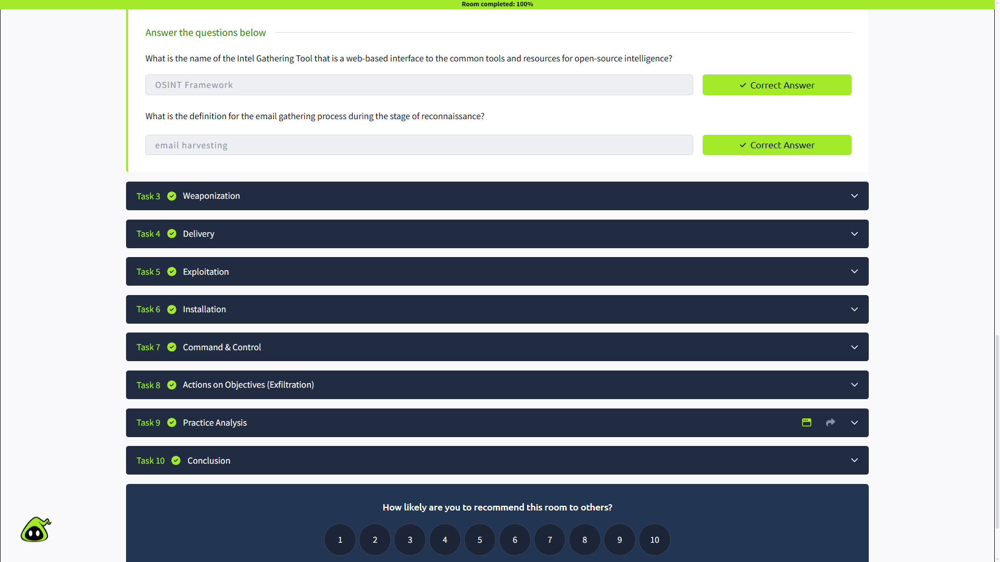 Room completed: 100%
Answer the questions below
What is the name of the Intel Gathering Tool that is a web-based interface to the common tools and resources for open-source intelligence?
OSINT Framework
Correct Answer
What is the definition for the email gathering process during the stage of reconnaissance?
email harvesting
Correct Answer
Task 3 Weaponization
Task 4 Delivery
Task 5 Exploitation
Task 6 Installation
Task 7 Command & Control
Task 8 Actions on Objectives (Exfiltration)
Task 9 Practice Analysis
Task 10 Conclusion
How likely are you to recommend this room to others?
1 2 3 4 5 6 7 8 9 10